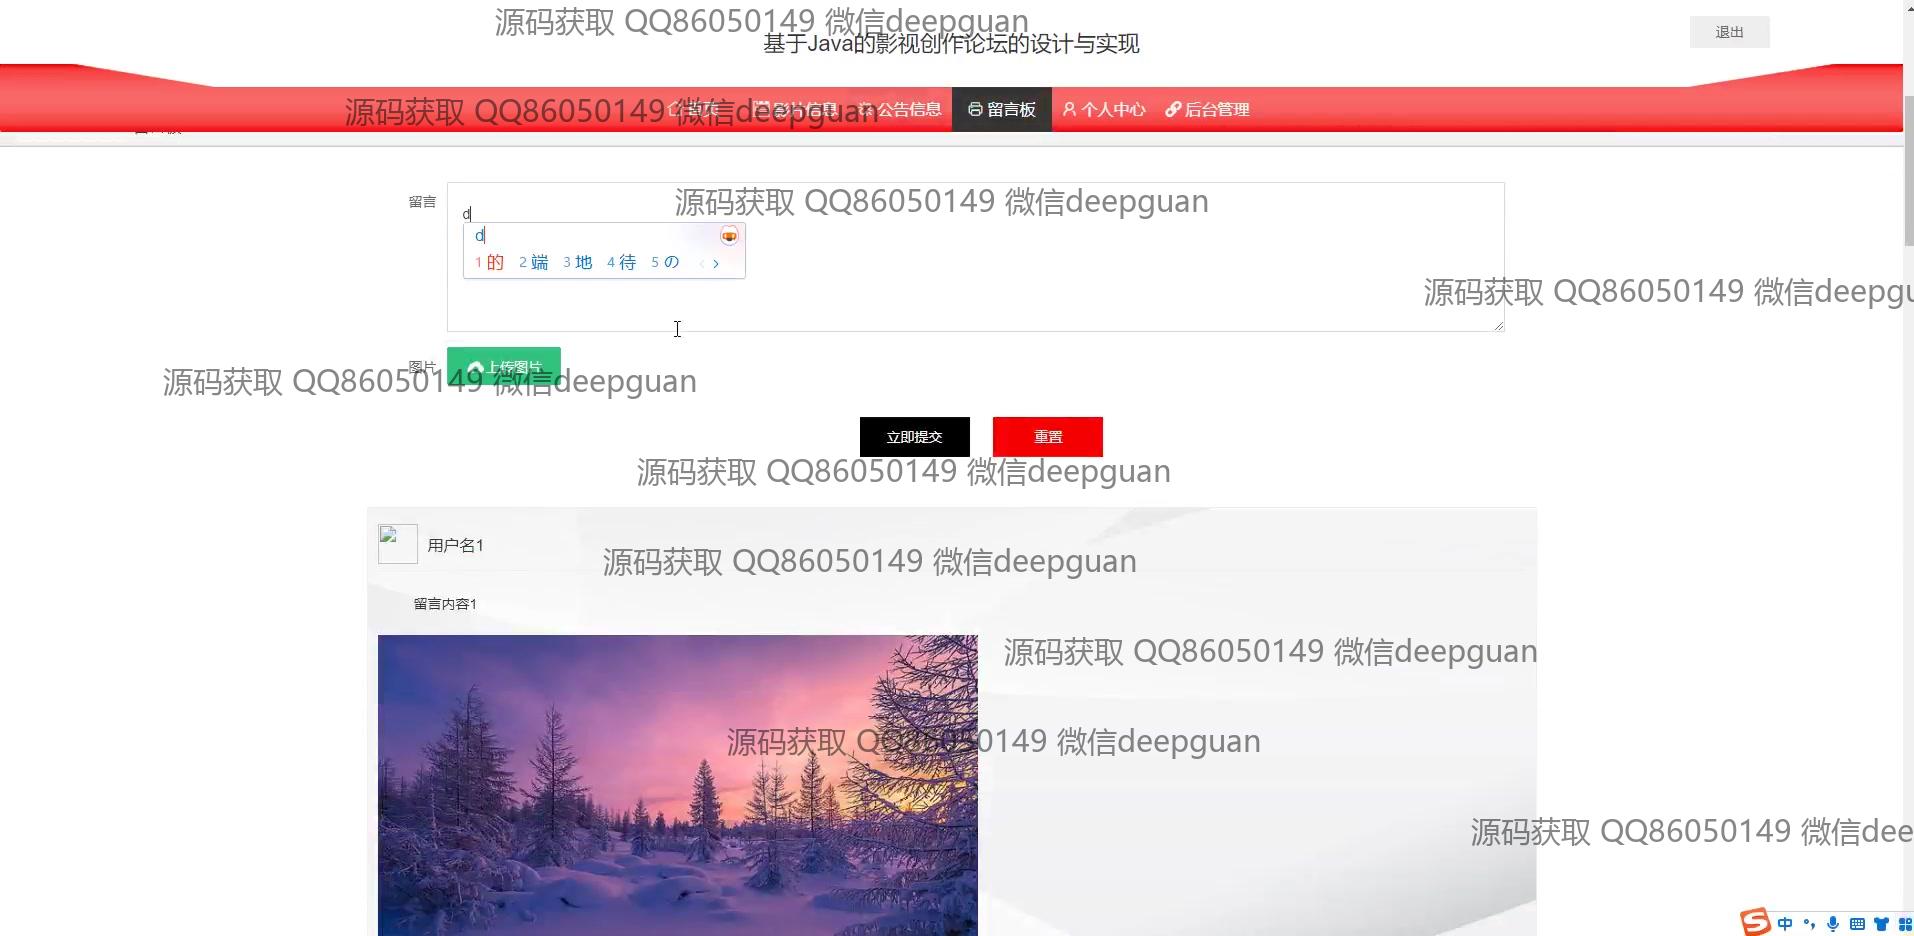 源码获取 QQ86050149 微信deepguan
基于Java的影视创作论坛的设计与实现
退出
首页 影片信息 公告信息 留言板 个人中心 后台管理
源码获取 QQ86050149 微信deepguan
留言
d
源码获取 QQ86050149 微信deepguan
d
1 的 2 端 3 地 4 待 5 の
源码获取 QQ86050149 微信deepgu
图片
上传图片
源码获取 QQ86050149 微信deepguan
立即提交 重置
源码获取 QQ86050149 微信deepguan
用户名1
源码获取 QQ86050149 微信deepguan
留言内容1
源码获取 QQ86050149 微信deepguan
源码获取 QQ86050149 微信deepguan
源码获取 QQ86050149 微信dee
中